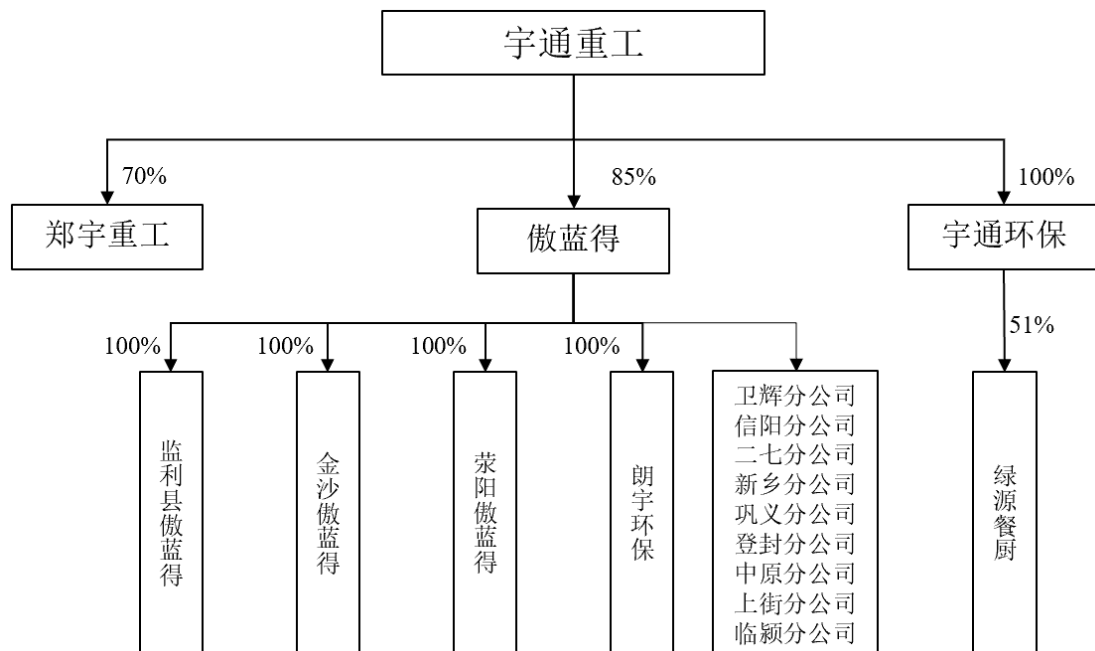 宇通重工
70%
85%
100%
郑宇重工
傲蓝得
宇通环保
100%
100%
100%
100%
51%
监利县傲蓝得
金沙傲蓝得
荥阳傲蓝得
朗宇环保
卫辉分公司
信阳分公司
二七分公司
新乡分公司
巩义分公司
登封分公司
中原分公司
上街分公司
临颍分公司
绿源餐厨